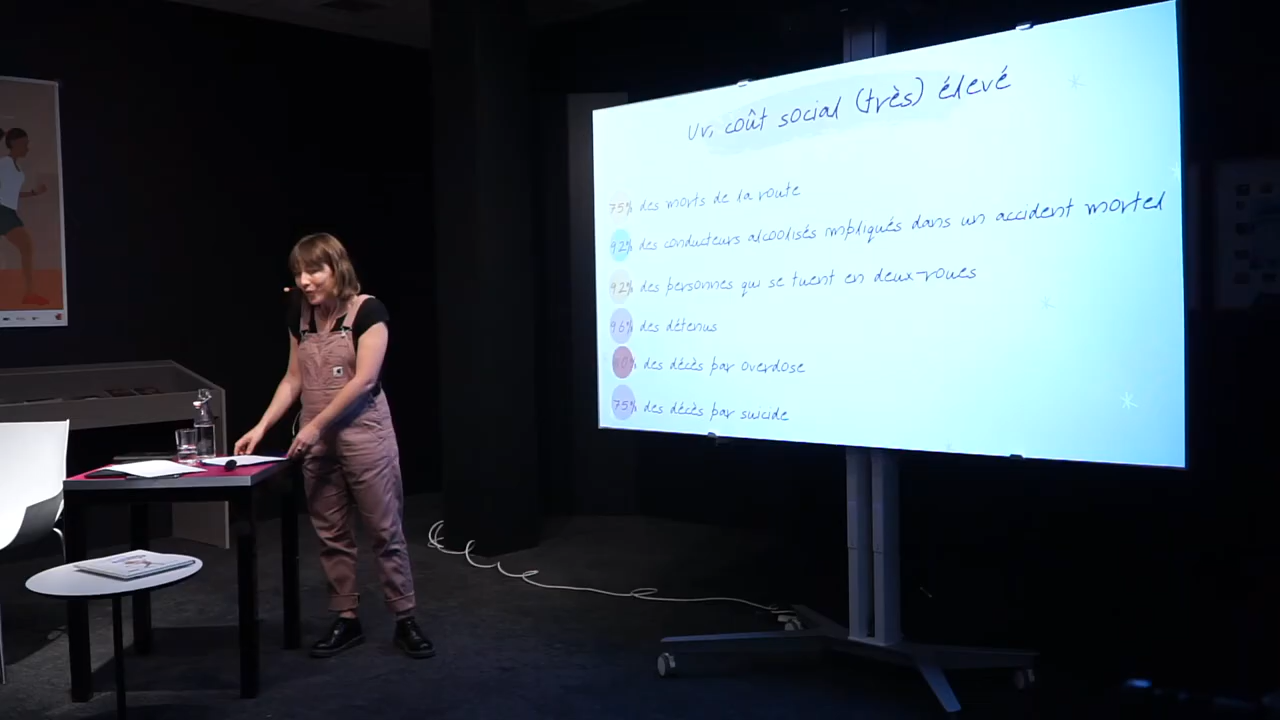 Un coût social (très) élevé
75% des morts de la route
92% des conducteurs alcoolisés impliqués dans un accident mortel
92% des personnes qui se tuent en deux-roues
96% des détenus
des décès par overdose
75% des décès par suicide